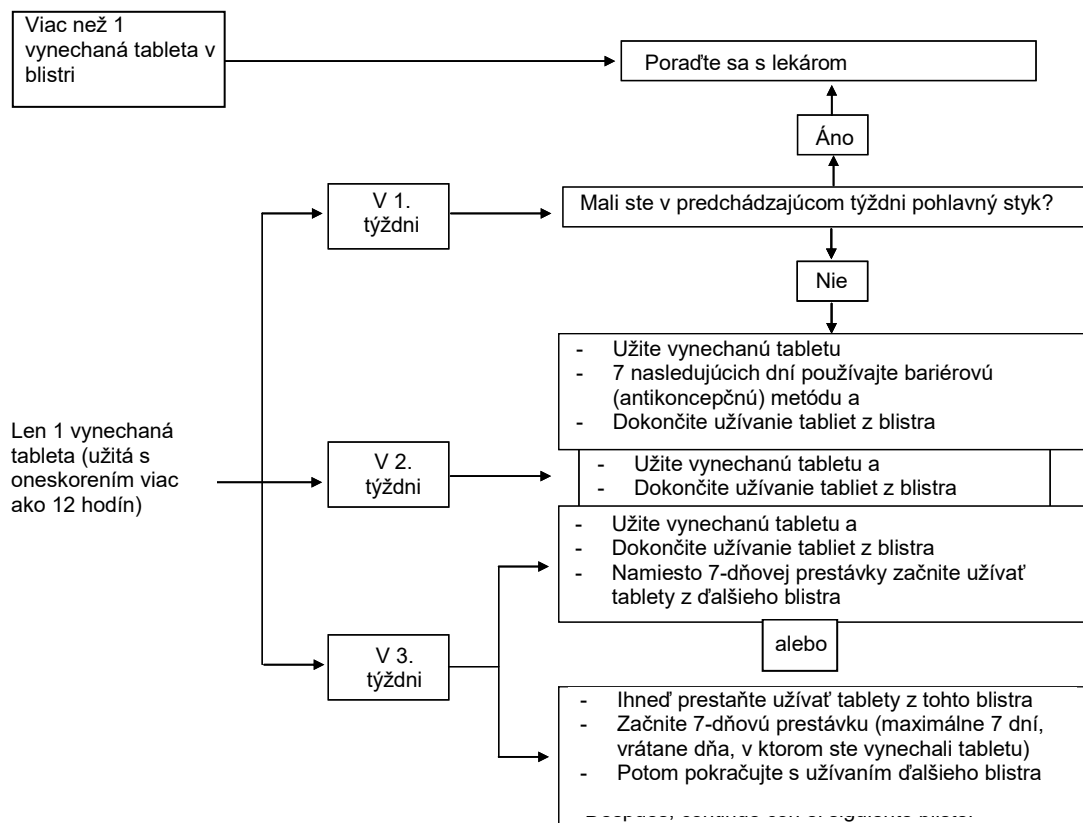 Viac než 1
vynechaná tableta v
blistri
Poraďte sa s lekárom
Áno
V 1.
týždni
Mali ste v predchádzajúcom týždni pohlavný styk?
Nie
- Užite vynechanú tabletu
- 7 nasledujúcich dní používajte bariérovú
(antikoncepčnú) metódu a
- Dokončite užívanie tabliet z blistra
Len 1 vynechaná
tableta (užitá s
oneskorením viac
ako 12 hodín)
V 2.
týždni
- Užite vynechanú tabletu a
- Dokončite užívanie tabliet z blistra
- Užite vynechanú tabletu a
- Dokončite užívanie tabliet z blistra
- Namiesto 7-dňovej prestávky začnite užívať
tablety z ďalšieho blistra
V 3.
týždni
alebo
- Ihneď prestaňte užívať tablety z tohto blistra
- Začnite 7-dňovú prestávku (maximálne 7 dní,
vrátane dňa, v ktorom ste vynechali tabletu)
- Potom pokračujte s užívaním ďalšieho blistra